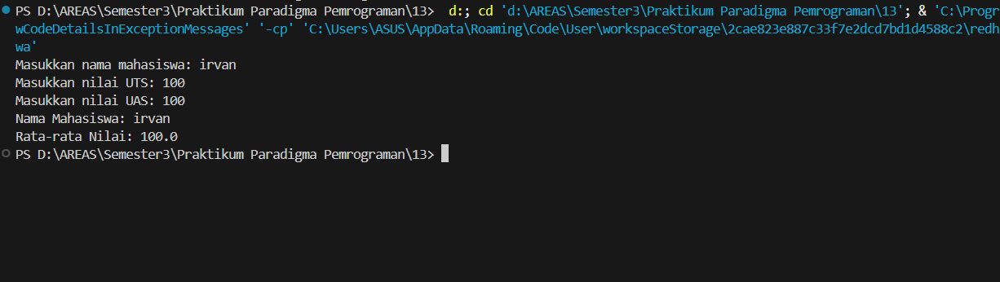 PS D:\AREAS\Semester3\Praktikum Paradigma Pemrograman\13>  d:; cd 'd:\AREAS\Semester3\Praktikum Paradigma Pemrograman\13'; & 'C:\Progr
wCodeDetailsInExceptionMessages' '-cp' 'C:\Users\ASUS\AppData\Roaming\Code\User\workspaceStorage\2cae823e887c33f7e2dcd7bd1d4588c2\redh
wa'
Masukkan nama mahasiswa: irvan
Masukkan nilai UTS: 100
Masukkan nilai UAS: 100
Nama Mahasiswa: irvan
Rata-rata Nilai: 100.0
PS D:\AREAS\Semester3\Praktikum Paradigma Pemrograman\13>